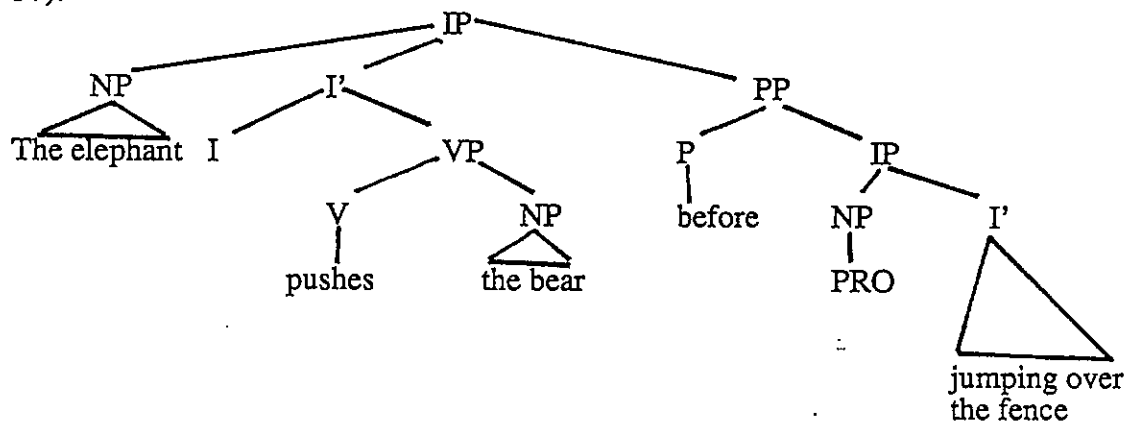 IP
NP I' PP
The elephant I VP P IP
V NP before NP I'
pushes the bear PRO
jumping over
the fence